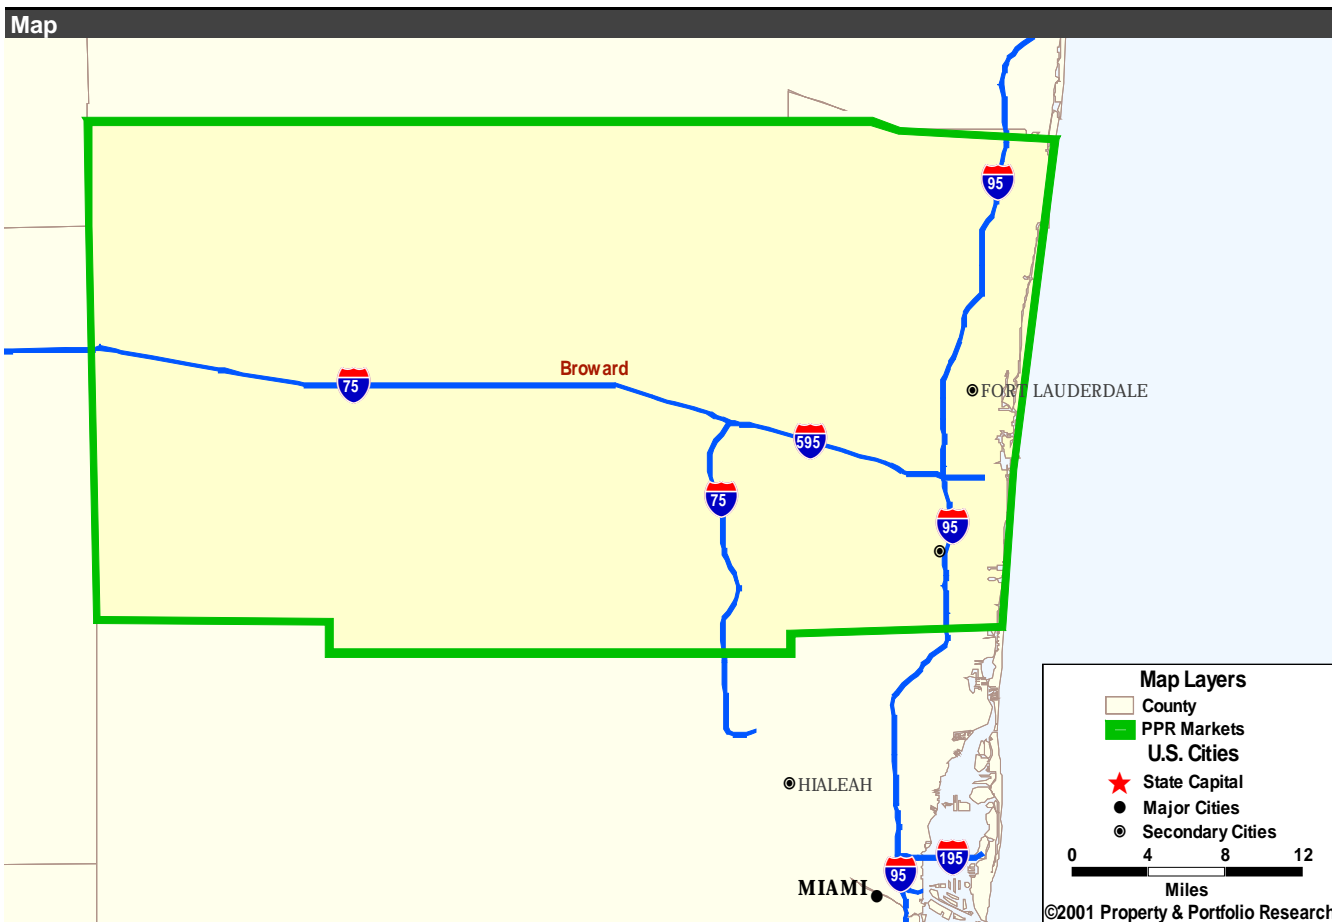 Map
95
Broward
75
FORT LAUDERDALE
595
75
95
Map Layers
County
PPR Markets
U.S. Cities
State Capital
HIALEAH
Major Cities
Secondary Cities
0 4 8 12
195
95
MIAMI
Miles
©2001 Property & Portfolio Research